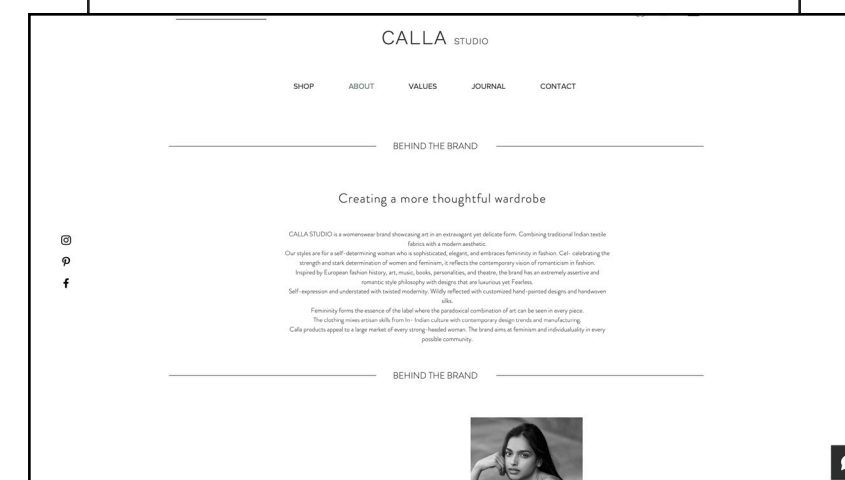 CALLA STUDIO
SHOP ABOUT VALUES JOURNAL CONTACT
BEHIND THE BRAND
Creating a more thoughtful wardrobe
CALLA STUDIO is a womenswear brand showcasing art in an extravagant yet delicate form. Combining traditional Indian textile
fabrics with a modern aesthetic.
Our styles are for a self-determining woman who is sophisticated, elegant, and embraces femininity in fashion. Cel- celebrating the
strength and stark determination of women and feminism, it reflects the contemporary vision of romanticism in fashion.
Inspired by European fashion history, art, music, books, personalities, and theatre, the brand has an extremely assertive and
romantic style philosophy with designs that are luxurious yet Fearless.
Self-expression and understated with twisted modernity. Wildly reflected with customized hand-painted designs and handwoven
silks.
Femininity forms the essence of the label where the paradoxical combination of art can be seen in every piece.
The clothing mixes artisan skills from In- Indian culture with contemporary design trends and manufacturing.
Calla products appeal to a large market of every strong-headed woman. The brand aims at feminism and individualuality in every
possible community.
BEHIND THE BRAND